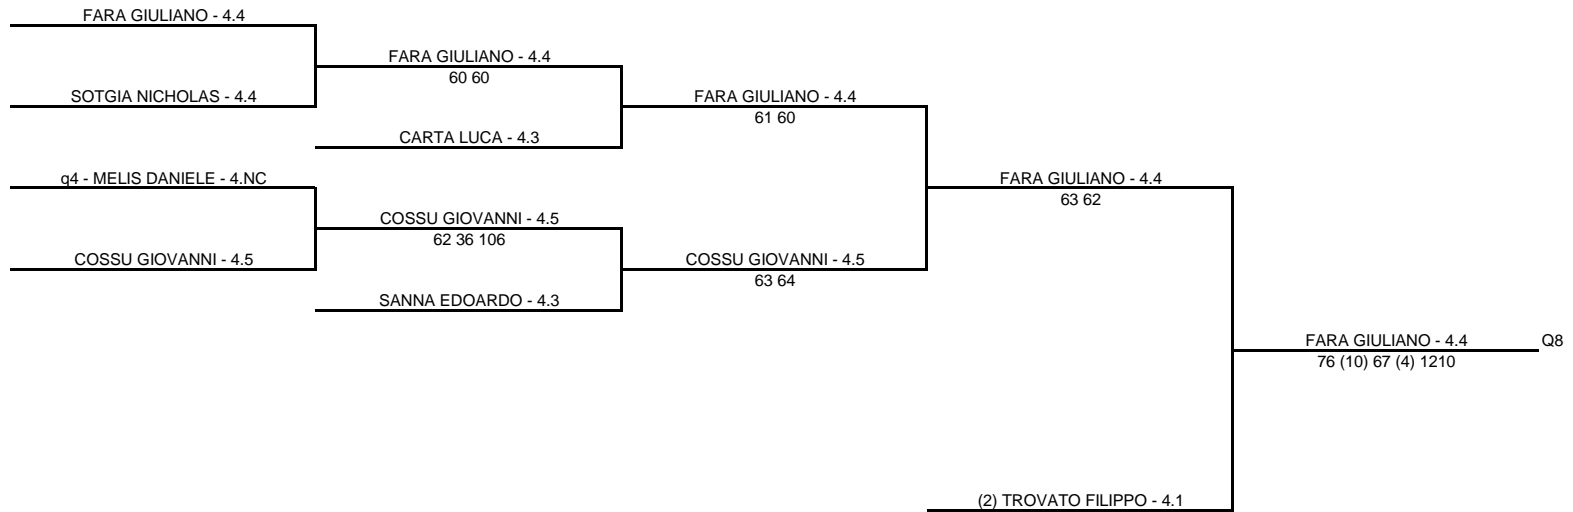 FARA GIULIANO - 4.4
SOTGIA NICHOLAS - 4.4
q4 - MELIS DANIELE - 4.NC
COSSU GIOVANNI - 4.5
FARA GIULIANO - 4.4
60 60
CARTA LUCA - 4.3
COSSU GIOVANNI - 4.5
62 36 106
SANNA EDOARDO - 4.3
FARA GIULIANO - 4.4
61 60
COSSU GIOVANNI - 4.5
63 64
FARA GIULIANO - 4.4
63 62
(2) TROVATO FILIPPO - 4.1
FARA GIULIANO - 4.4
76 (10) 67 (4) 1210
Q8